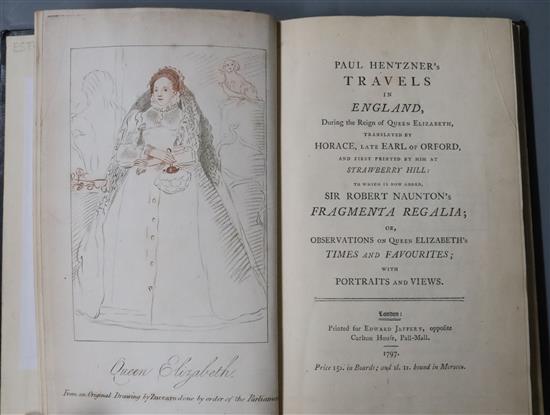 EST
Queen Elizabeth.
From an Original Drawing by Zuccaro done by order of the Parliament
PAUL HENTZNER'S
TRAVELS
IN
ENGLAND,
During the Reign of QUEEN ELIZABETH,
TRANSLATED BY
HORACE, LATE EARL OF ORFORD,
AND FIRST PRINTED BY HIM AT
STRAWBERRY HILL:
TO WHICH IS NOW ADDED,
SIR ROBERT NAUNTON'S
FRAGMENTA REGALIA;
OR,
OBSERVATIONS ON QUEEN ELIZABETH'S
TIMES AND FAVOURITES;
WITH
PORTRAITS AND VIEWS.
London:
Printed for EDWARD JEFFERY, opposite
Carlton House, Pall-Mall.
1797.
Price 15s. in Boards; and 1l. 1s. bound in Morocco.